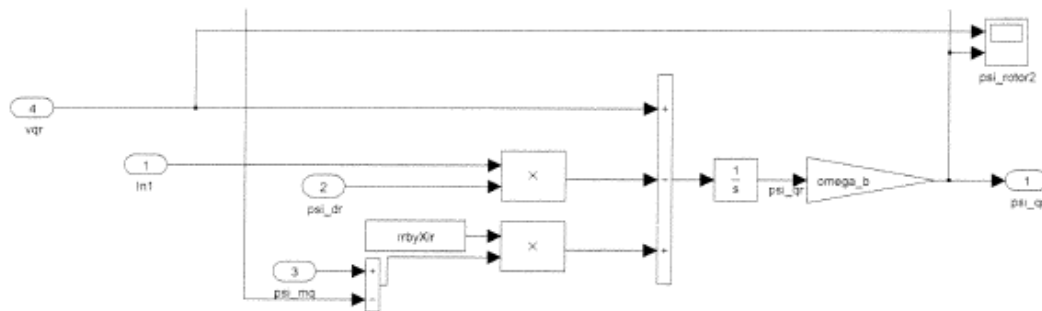 psi_rotor2
4
vqr
+
1
In1
×
2
psi_dr
-
1
s
psi_qr
omega_b
1
psi_q
rrbyXlr
×
+
3
psi_mq
+
-